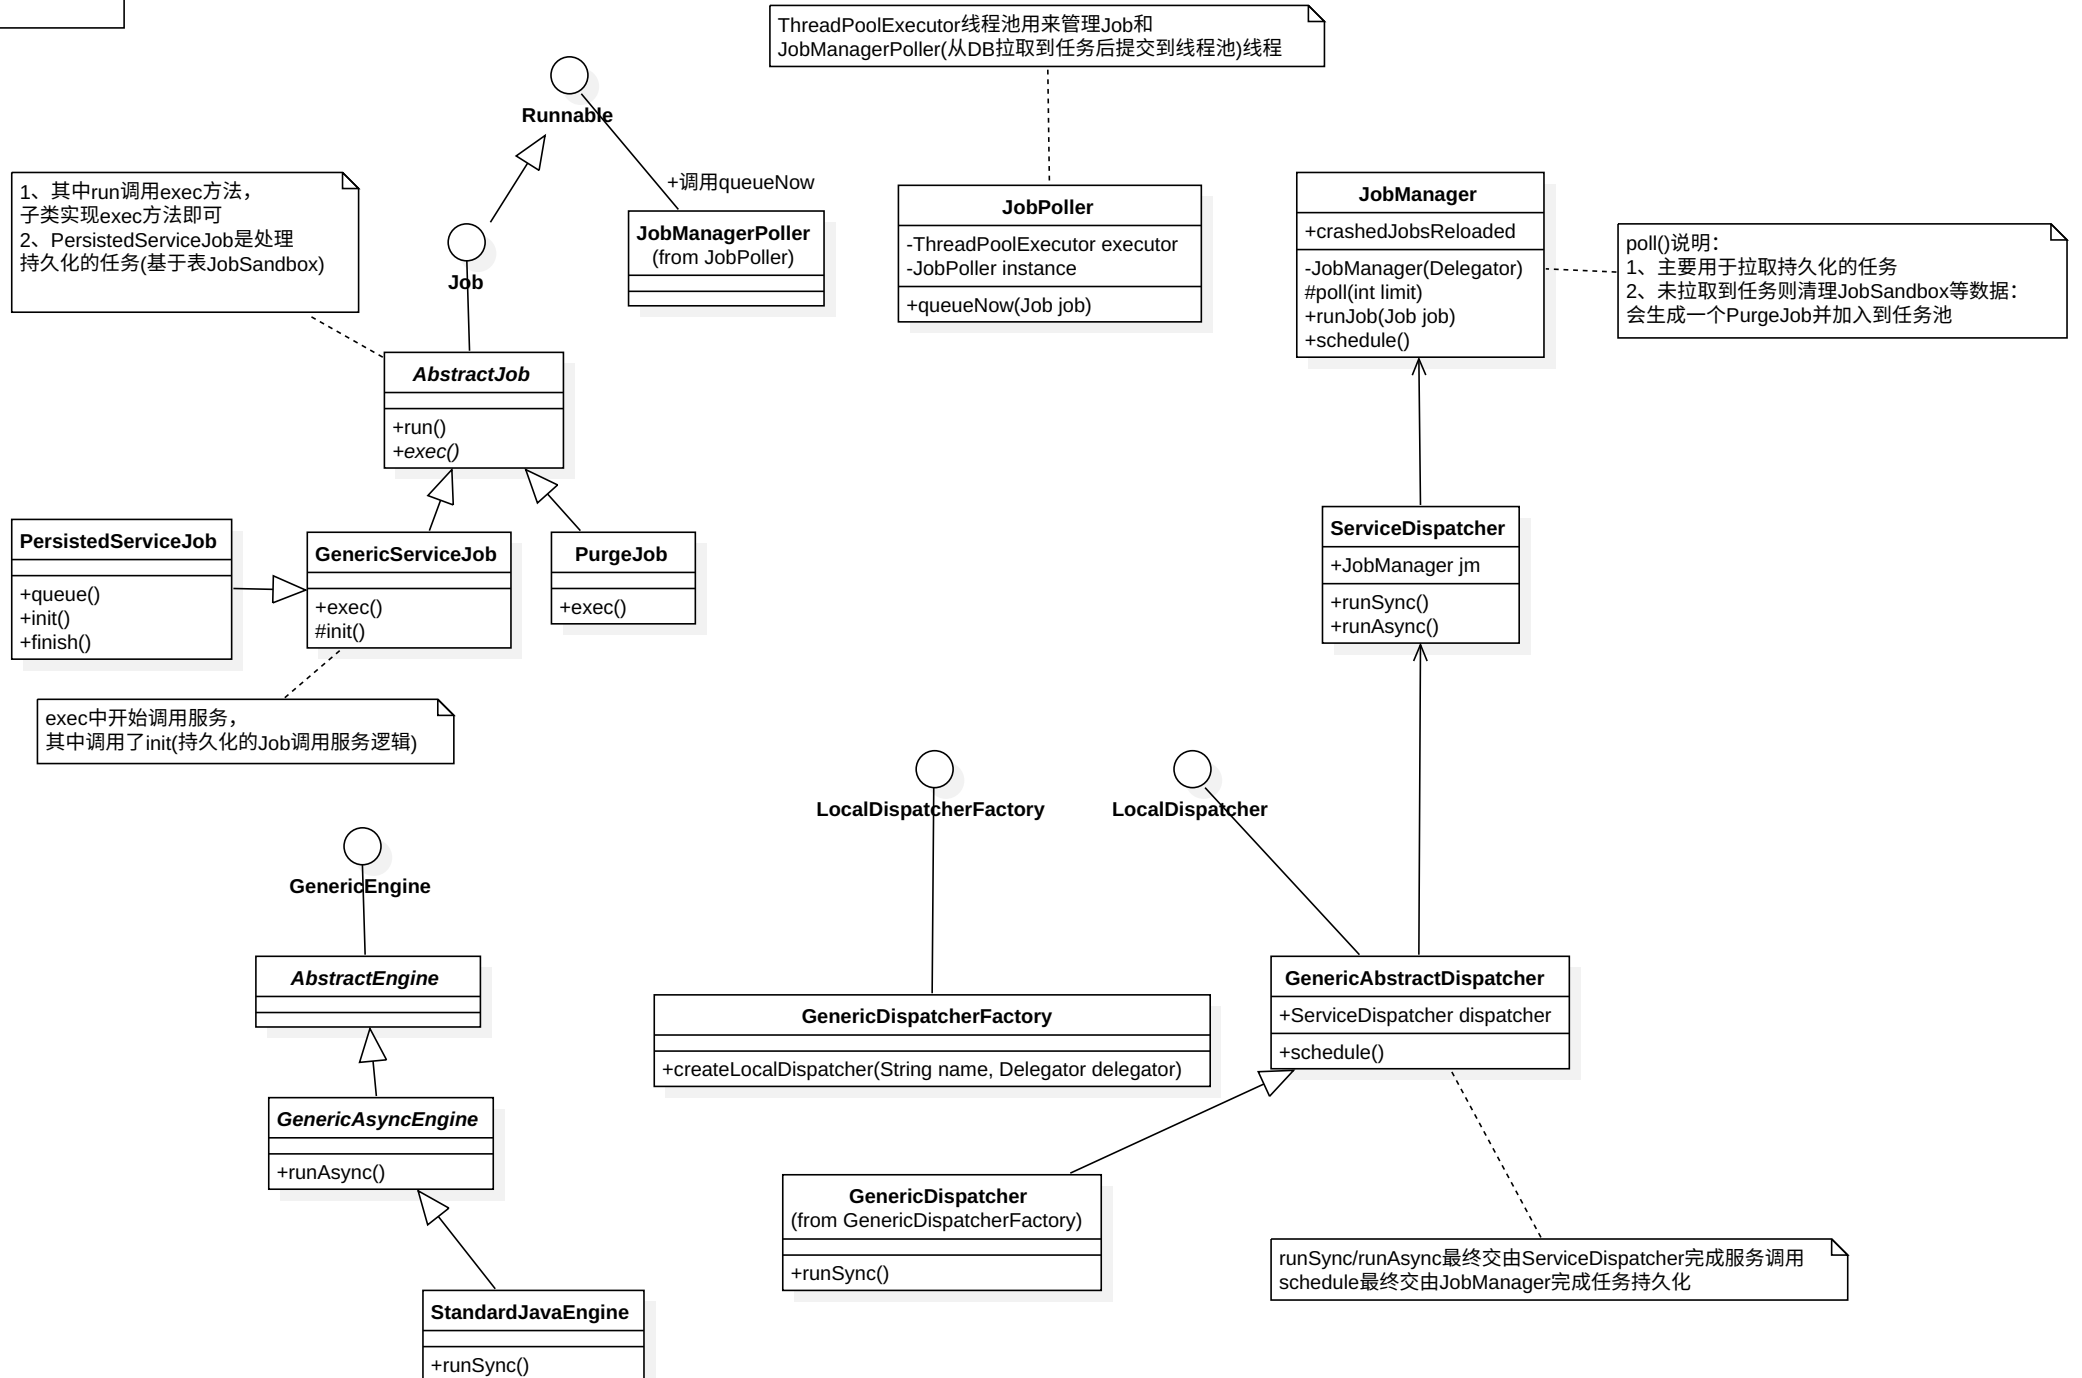 ThreadPoolExecutor线程池用来管理Job和
JobManagerPoller(从DB拉取到任务后提交到线程池)线程
Runnable
+调用queueNow
1、其中run调用exec方法，
子类实现exec方法即可
2、PersistedServiceJob是处理
持久化的任务(基于表JobSandbox)
Job
JobManagerPoller
(from JobPoller)
JobPoller
-ThreadPoolExecutor executor
-JobPoller instance
+queueNow(Job job)
JobManager
+crashedJobsReloaded
-JobManager(Delegator)
#poll(int limit)
+runJob(Job job)
+schedule()
poll()说明：
1、主要用于拉取持久化的任务
2、未拉取到任务则清理JobSandbox等数据：
会生成一个PurgeJob并加入到任务池
AbstractJob
+run()
+exec()
PersistedServiceJob
+queue()
+init()
+finish()
GenericServiceJob
+exec()
#init()
PurgeJob
+exec()
ServiceDispatcher
+JobManager jm
+runSync()
+runAsync()
exec中开始调用服务，
其中调用了init(持久化的Job调用服务逻辑)
LocalDispatcherFactory
LocalDispatcher
GenericEngine
AbstractEngine
GenericDispatcherFactory
+createLocalDispatcher(String name, Delegator delegator)
GenericAbstractDispatcher
+ServiceDispatcher dispatcher
+schedule()
GenericAsyncEngine
+runAsync()
GenericDispatcher
(from GenericDispatcherFactory)
+runSync()
runSync/runAsync最终交由ServiceDispatcher完成服务调用
schedule最终交由JobManager完成任务持久化
StandardJavaEngine
+runSync()